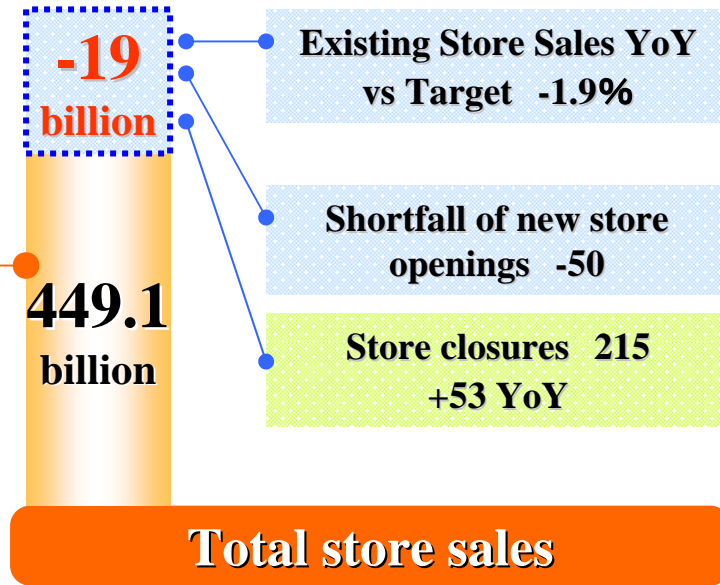 -19
billion
Existing Store Sales YoY
vs Target -1.9%
Shortfall of new store
openings -50
449.1
billion
Store closures 215
+53 YoY
Total store sales